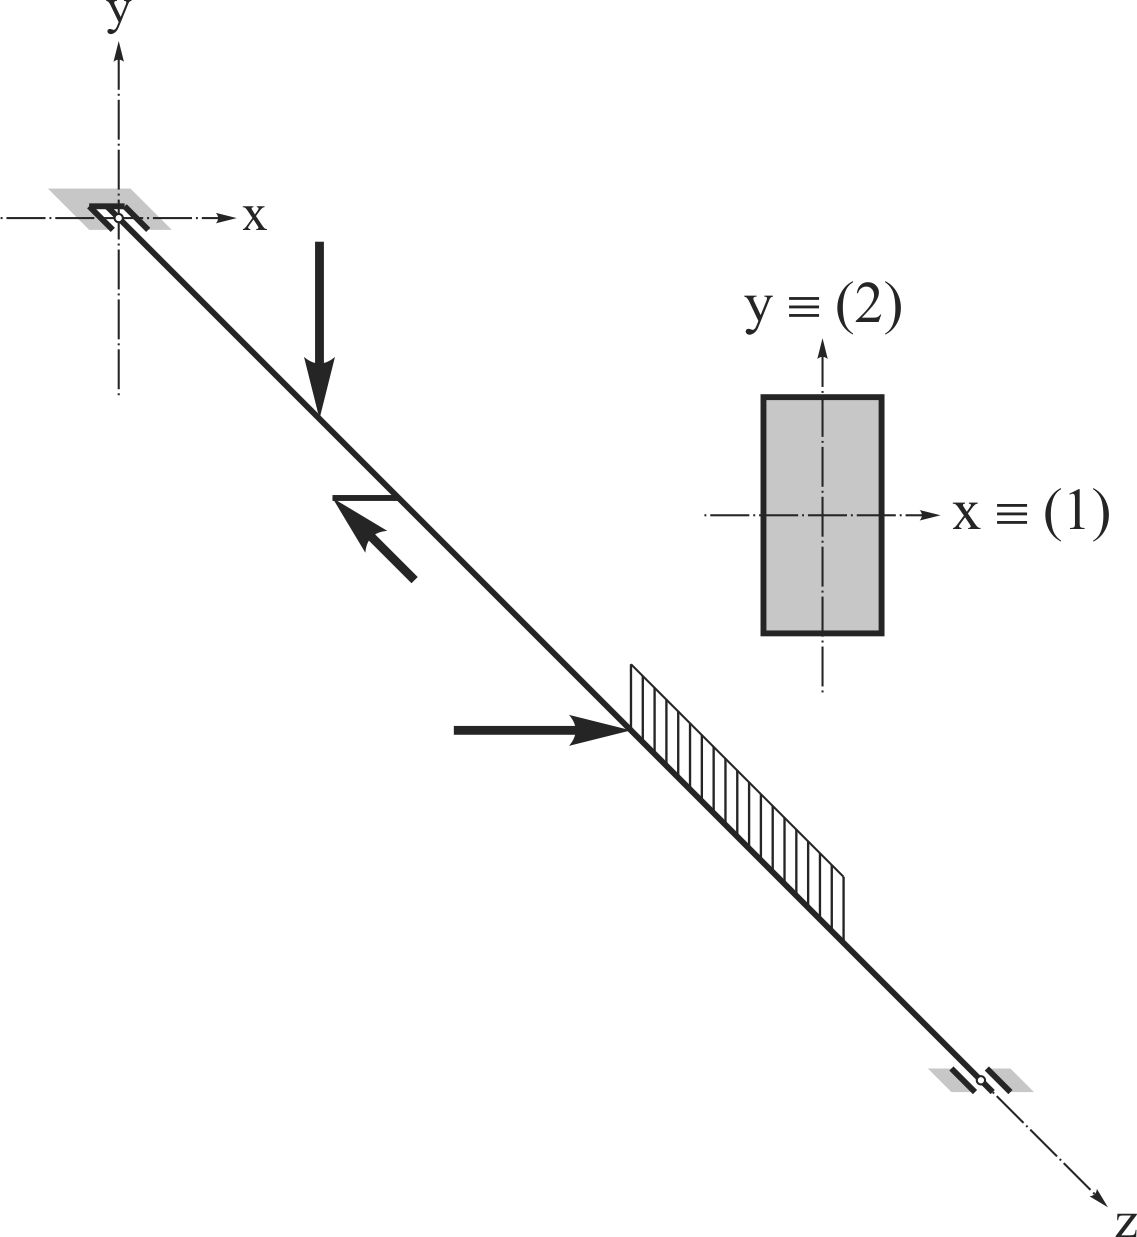 y
x
y ≡ (2)
x ≡ (1)
z